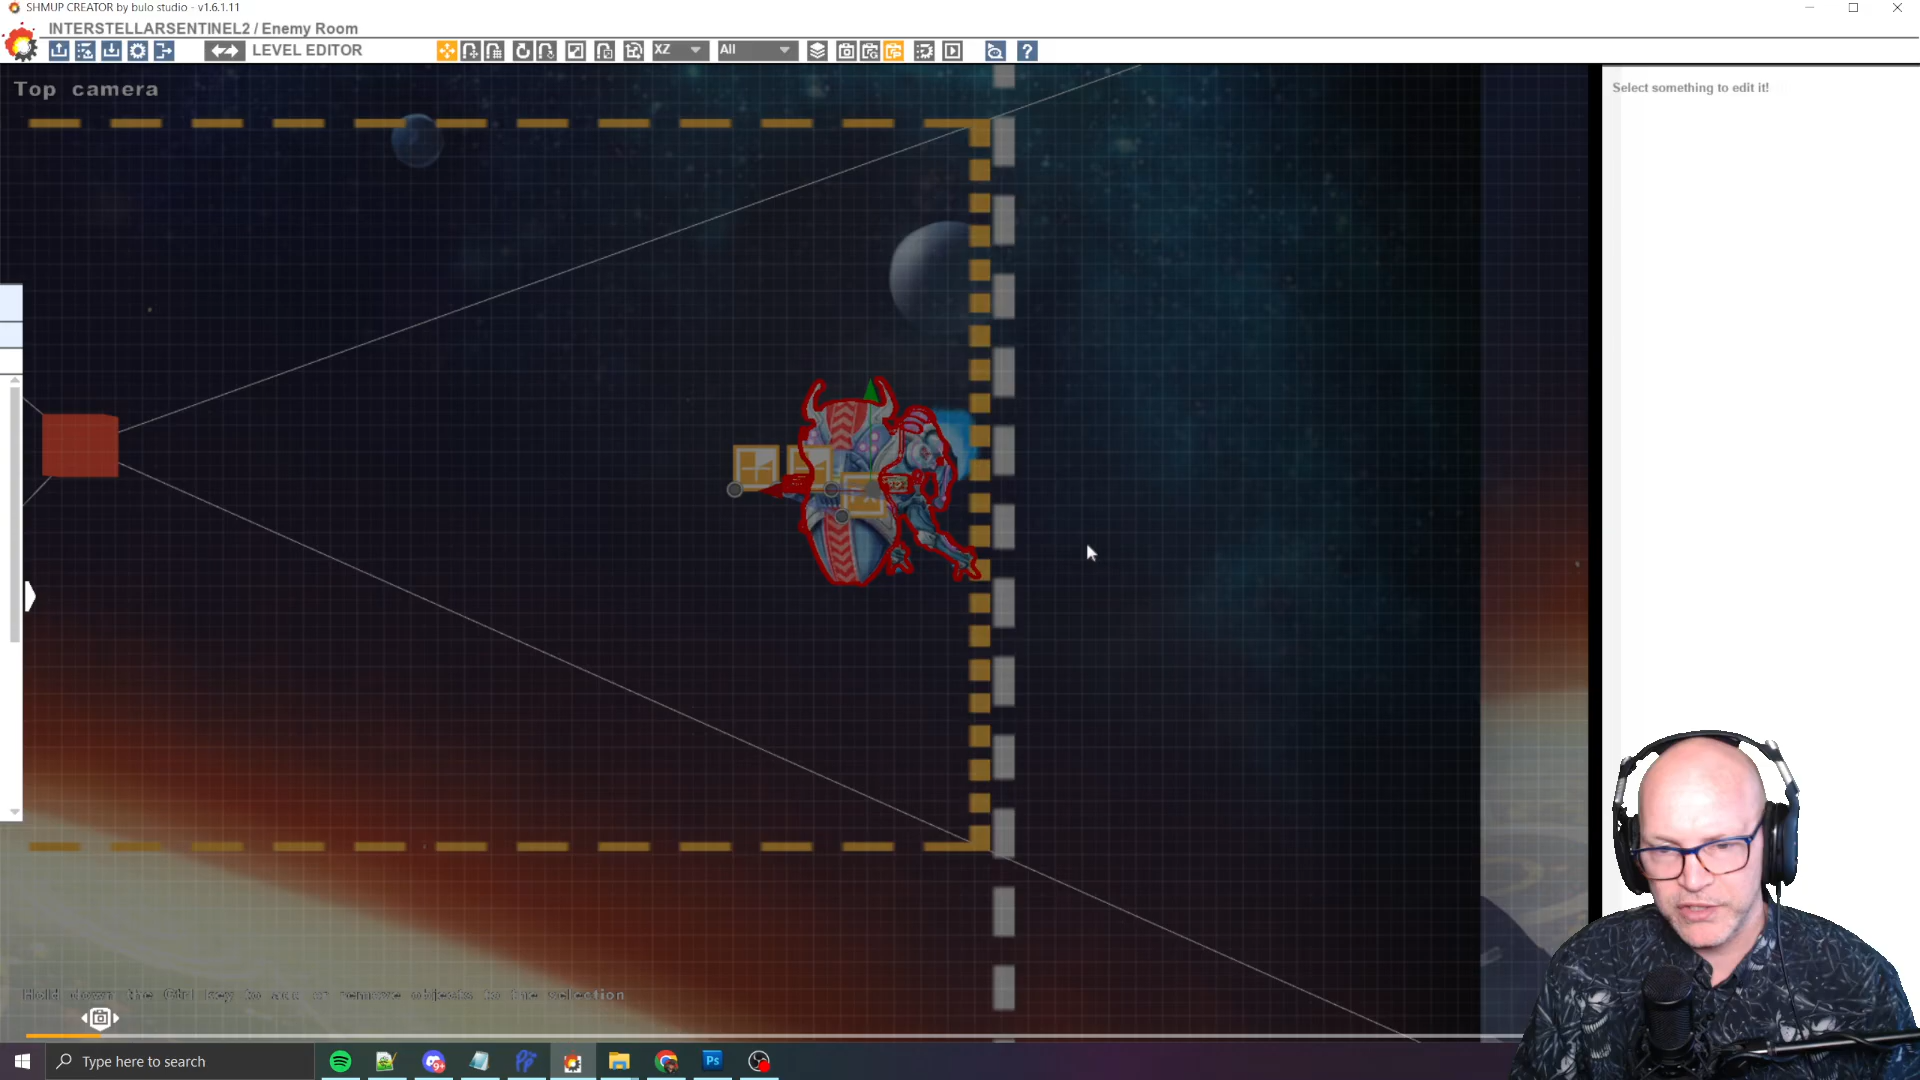 SHMUP CREATOR by bulo studio - v1.6.1.11
INTERSTELLARSENTINEL2 / Enemy Room
LEVEL EDITOR
XZ
All
?
Top camera
Select something to edit it!
Hold down the Ctrl key to add or remove objects to the selection
Type here to search
9+
Ps